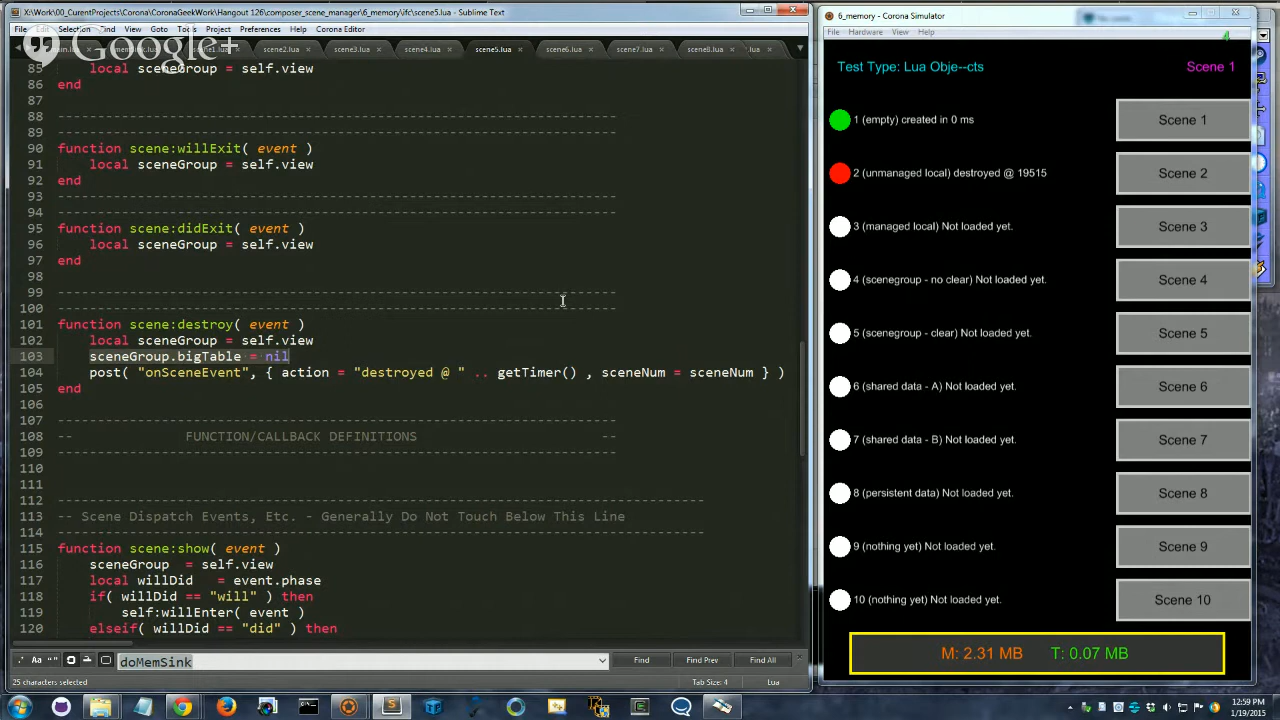 X:\Work\00_CurentProjects\CoronaGeekWork\Hangout 126\composer_scene_manager\6_memory\ifc\scene5.lua - Sublime Text
File Edit Selection Goto Project Preferences Help Corona Editor
Google+
scene2.lua scene3.lua scene4.lua scene5.lua scene6.lua scene7.lua scene8.lua .lua
85 local sceneGroup = self.view
86 end
87
88 ----------------------------------------------------------------------
89 ----------------------------------------------------------------------
90 function scene:willExit( event )
91 local sceneGroup = self.view
92 end
93 ----------------------------------------------------------------------
94 ----------------------------------------------------------------------
95 function scene:didExit( event )
96 local sceneGroup = self.view
97 end
98
99 ----------------------------------------------------------------------
100 ----------------------------------------------------------------------
101 function scene:destroy( event )
102 local sceneGroup = self.view
103 sceneGroup.bigTable = nil
104 post( "onSceneEvent", { action = "destroyed @ " .. getTimer() , sceneNum = sceneNum } )
105 end
106
107 ----------------------------------------------------------------------
108 -- FUNCTION/CALLBACK DEFINITIONS --
109 ----------------------------------------------------------------------
110
111
112 ---------------------------------------------------------------------------------
113 -- Scene Dispatch Events, Etc. - Generally Do Not Touch Below This Line
114 ---------------------------------------------------------------------------------
115 function scene:show( event )
116 sceneGroup = self.view
117 local willDid = event.phase
118 if( willDid == "will" ) then
119 self:willEnter( event )
120 elseif( willDid == "did" ) then
.* Aa "" doMemSink Find Find Prev Find All
25 characters selected Tab Size: 4 Lua
6_memory - Corona Simulator
File Hardware View Help
4
Test Type: Lua Obje--cts Scene 1
1 (empty) created in 0 ms Scene 1
2 (unmanaged local) destroyed @ 19515 Scene 2
3 (managed local) Not loaded yet. Scene 3
4 (scenegroup - no clear) Not loaded yet. Scene 4
5 (scenegroup - clear) Not loaded yet. Scene 5
6 (shared data - A) Not loaded yet. Scene 6
7 (shared data - B) Not loaded yet. Scene 7
8 (persistent data) Not loaded yet. Scene 8
9 (nothing yet) Not loaded yet. Scene 9
10 (nothing yet) Not loaded yet. Scene 10
M: 2.31 MB T: 0.07 MB
12:59 PM
1/19/2015